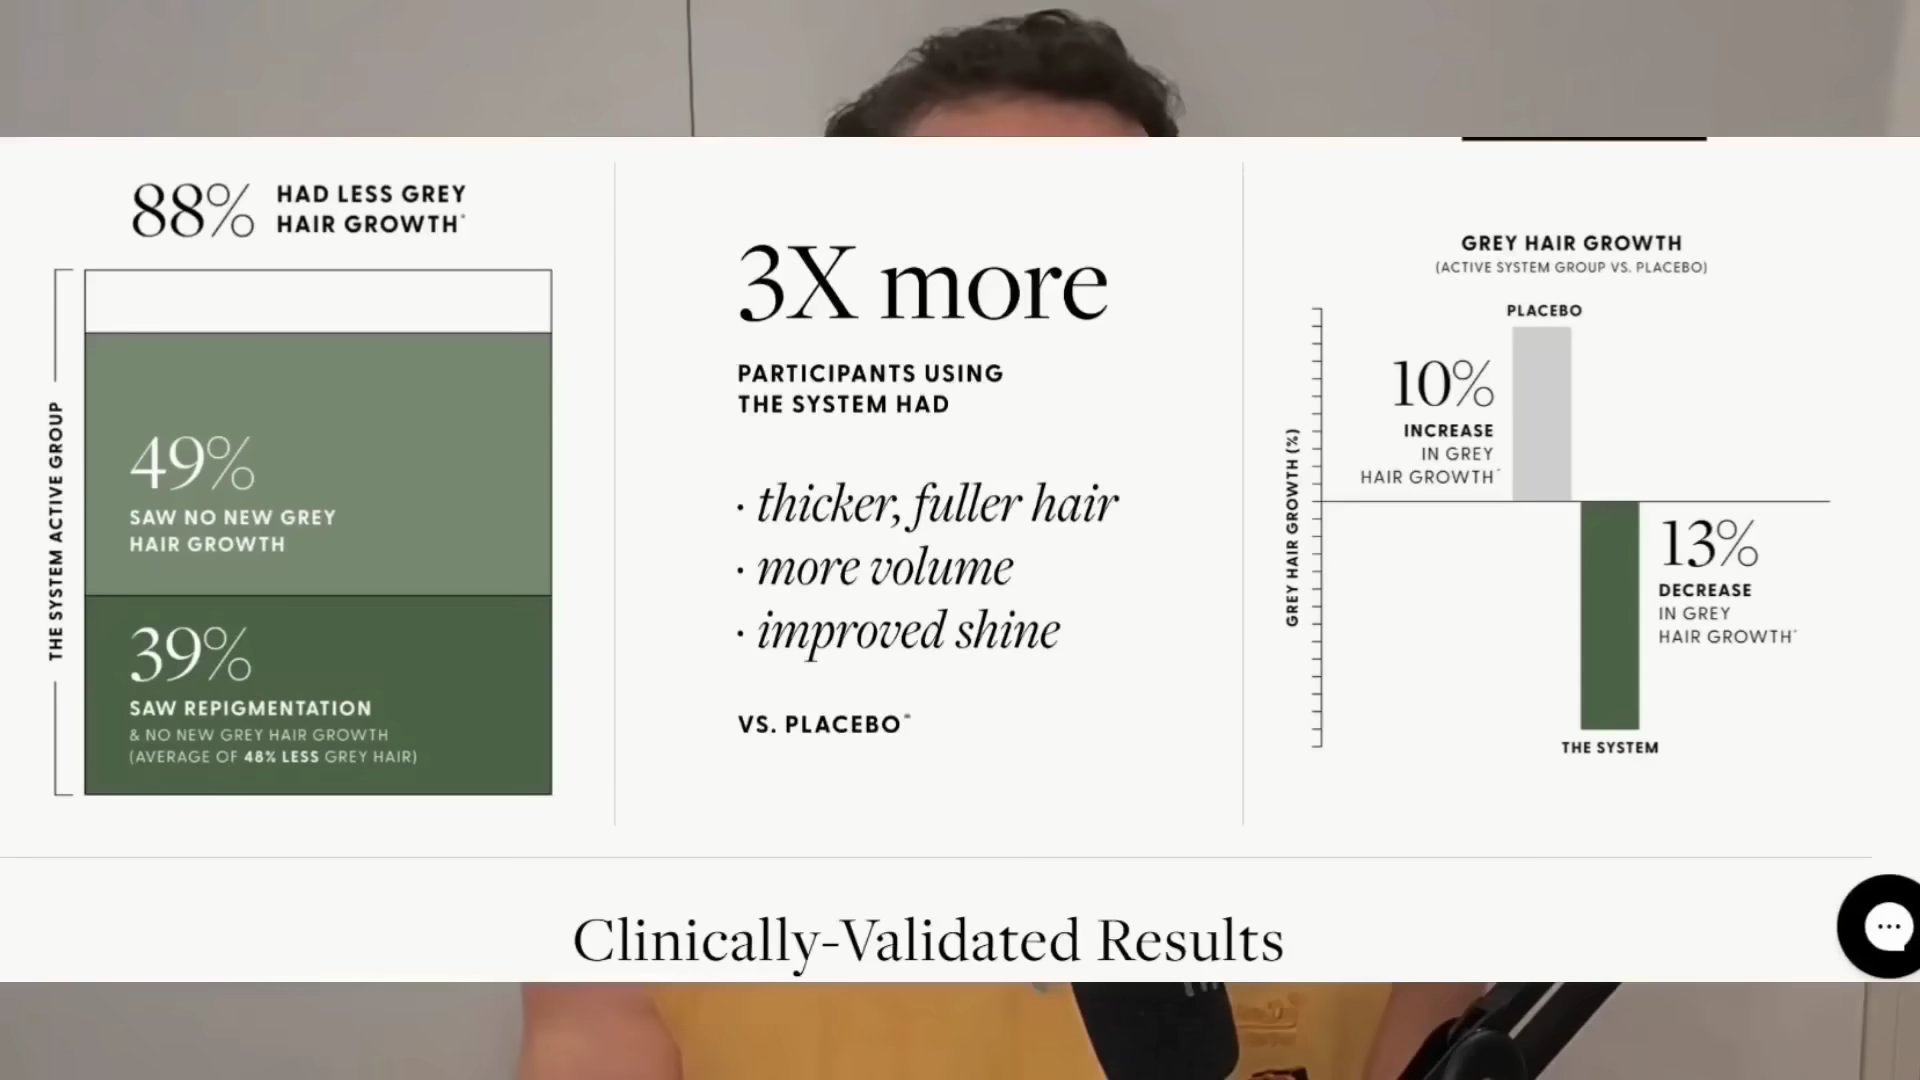 88% HAD LESS GREY
HAIR GROWTH*
THE SYSTEM ACTIVE GROUP
49%
SAW NO NEW GREY
HAIR GROWTH
39%
SAW REPIGMENTATION
& NO NEW GREY HAIR GROWTH
(AVERAGE OF 48% LESS GREY HAIR)
3X more
PARTICIPANTS USING
THE SYSTEM HAD
· thicker, fuller hair
· more volume
· improved shine
VS. PLACEBO
GREY HAIR GROWTH
(ACTIVE SYSTEM GROUP VS. PLACEBO)
PLACEBO
GREY HAIR GROWTH (%)
10%
INCREASE
IN GREY
HAIR GROWTH
13%
DECREASE
IN GREY
HAIR GROWTH
THE SYSTEM
Clinically-Validated Results